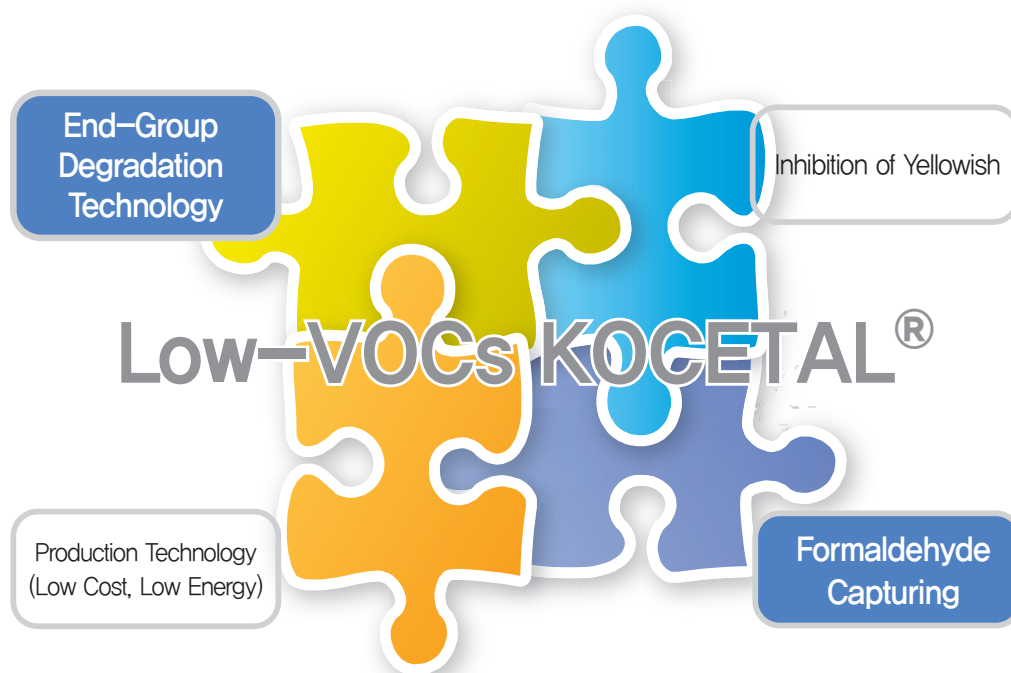 End-Group
Degradation
Technology
Inhibition of Yellowish
Low-VOCs KOCETAL®
Production Technology
(Low Cost, Low Energy)
Formaldehyde
Capturing